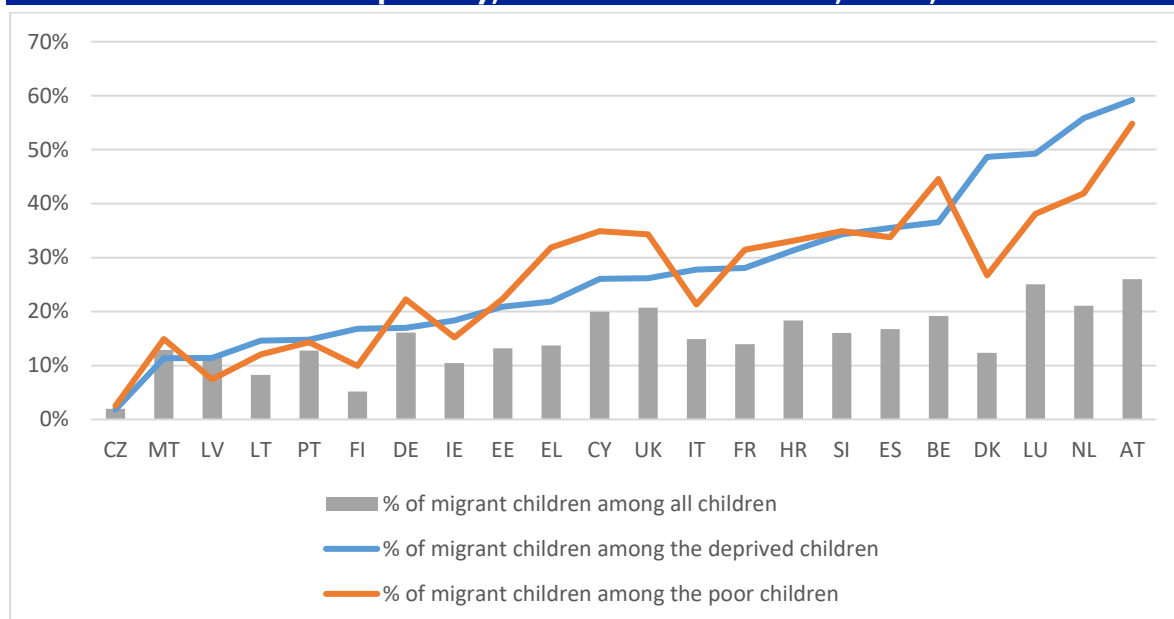 70%
60%
50%
40%
30%
20%
10%
0%
CZ MT LV LT PT FI DE IE EE EL CY UK IT FR HR SI ES BE DK LU NL AT
% of migrant children among all children
% of migrant children among the deprived children
% of migrant children among the poor children